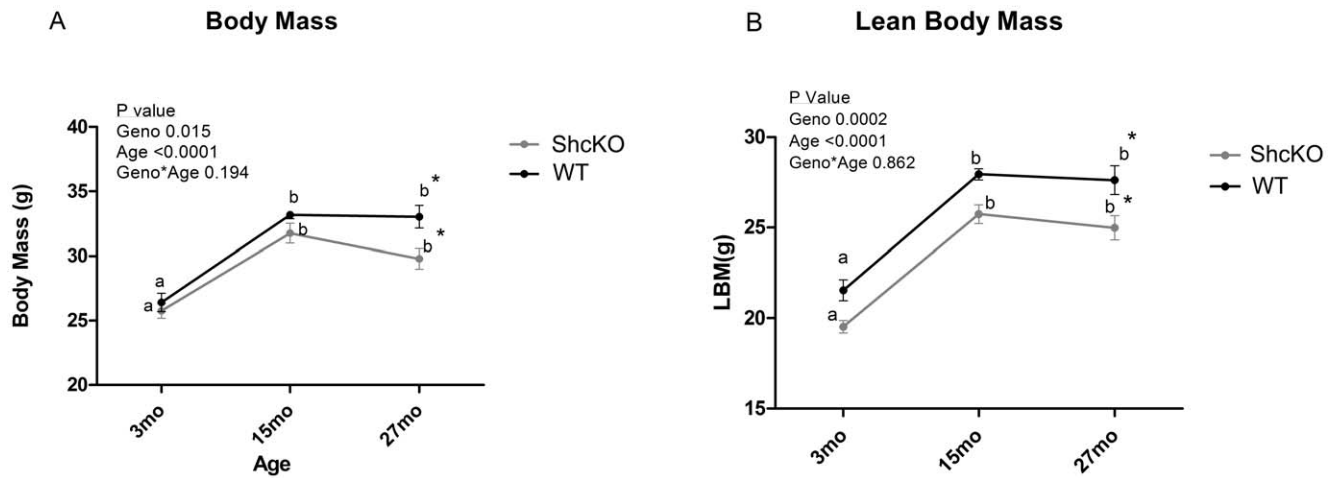 A
Body Mass
P value
Geno 0.015
Age <0.0001
Geno*Age 0.194
Body Mass (g)
40
35
30
25
20
a
a
b
b
b
*
b
*
3mo
15mo
27mo
Age
ShcKO
WT
B
Lean Body Mass
P Value
Geno 0.0002
Age <0.0001
Geno*Age 0.862
LBM(g)
30
25
20
15
a
a
b
b
b
*
b
*
3mo
15mo
27mo
ShcKO
WT